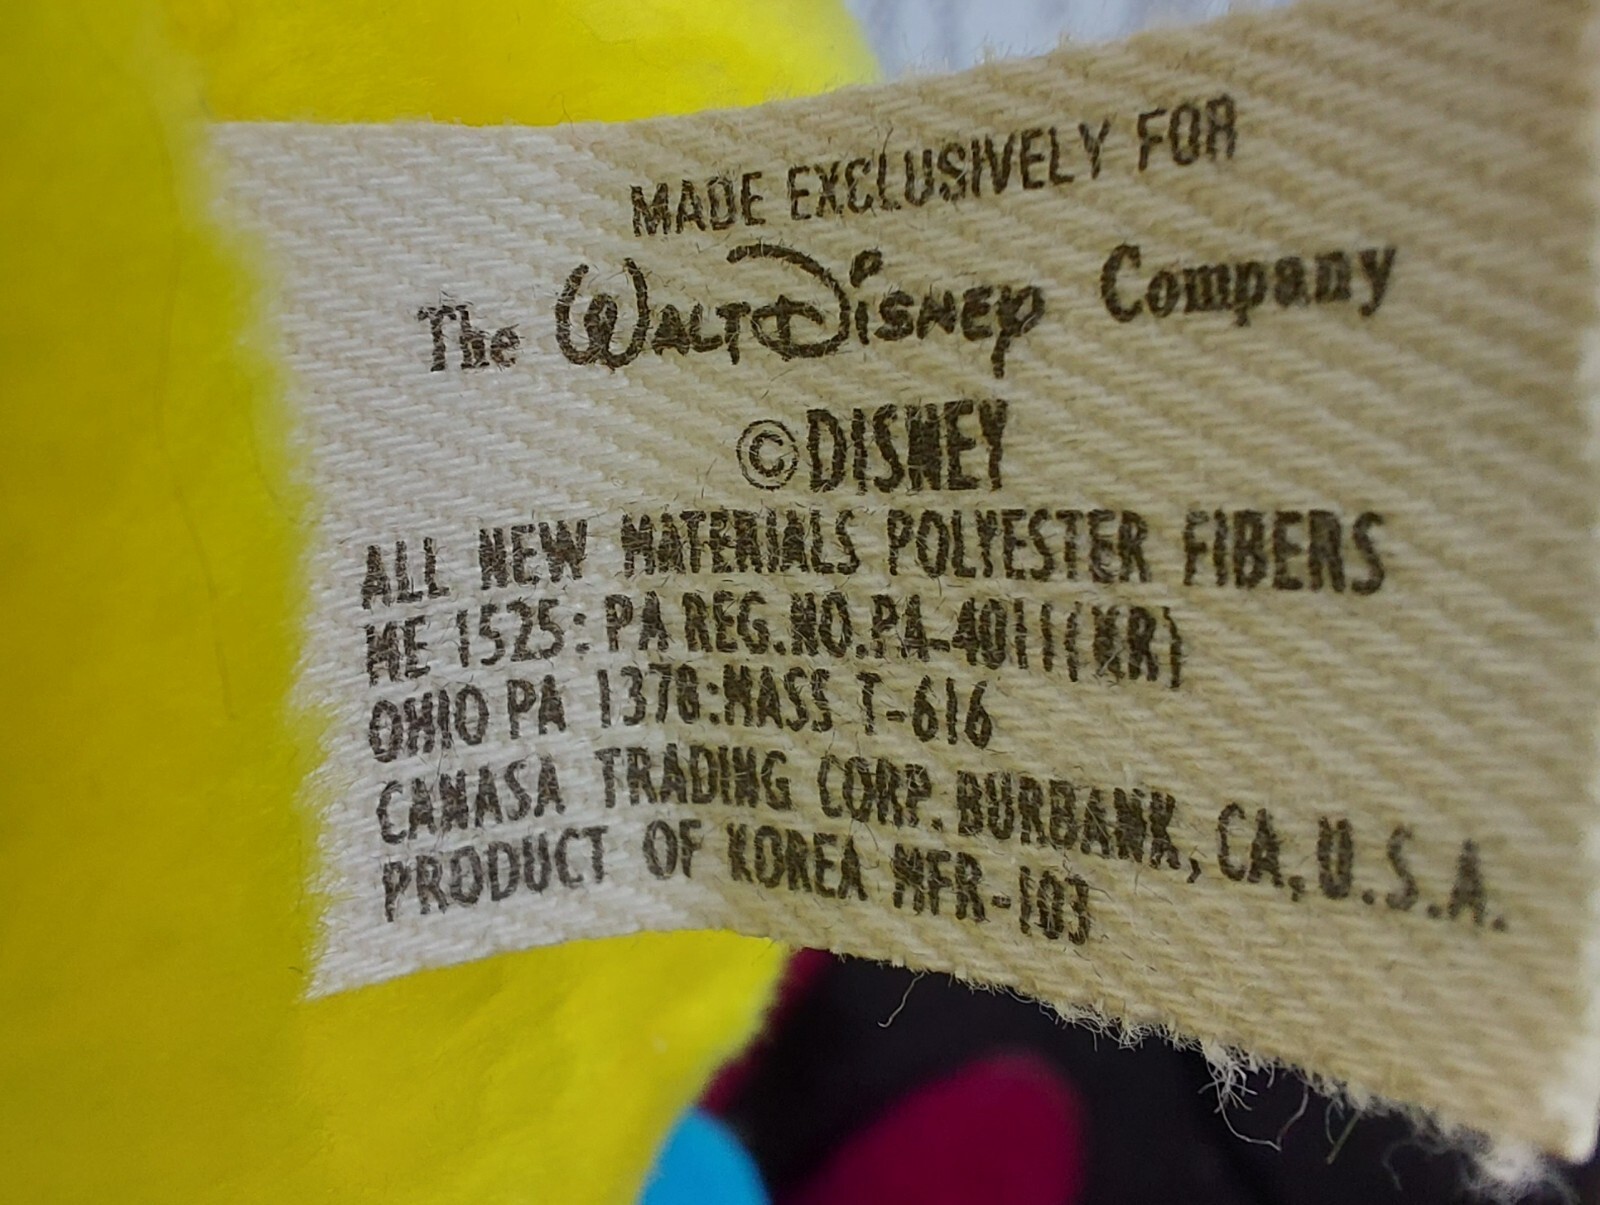 MADE EXCLUSIVELY FOR
The Walt Disney Company
©DISNEY
ALL NEW MATERIALS POLYESTER FIBERS
ME 1525: PA REG.NO.PA-4011(KR)
OHIO PA 1378:MASS T-616
CANASA TRADING CORP.BURBANK, CA, U.S.A.
PRODUCT OF KOREA MFR-103